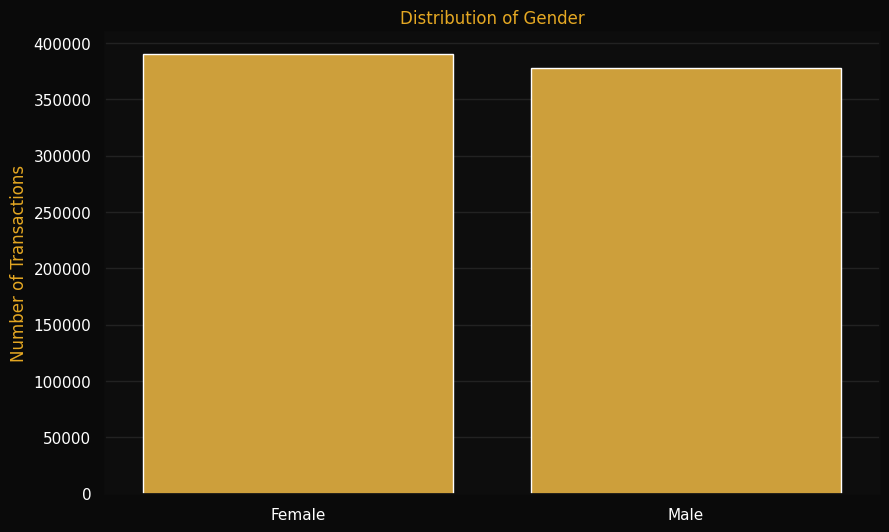 Distribution of Gender
Number of Transactions
400000
350000
300000
250000
200000
150000
100000
50000
0
Female
Male